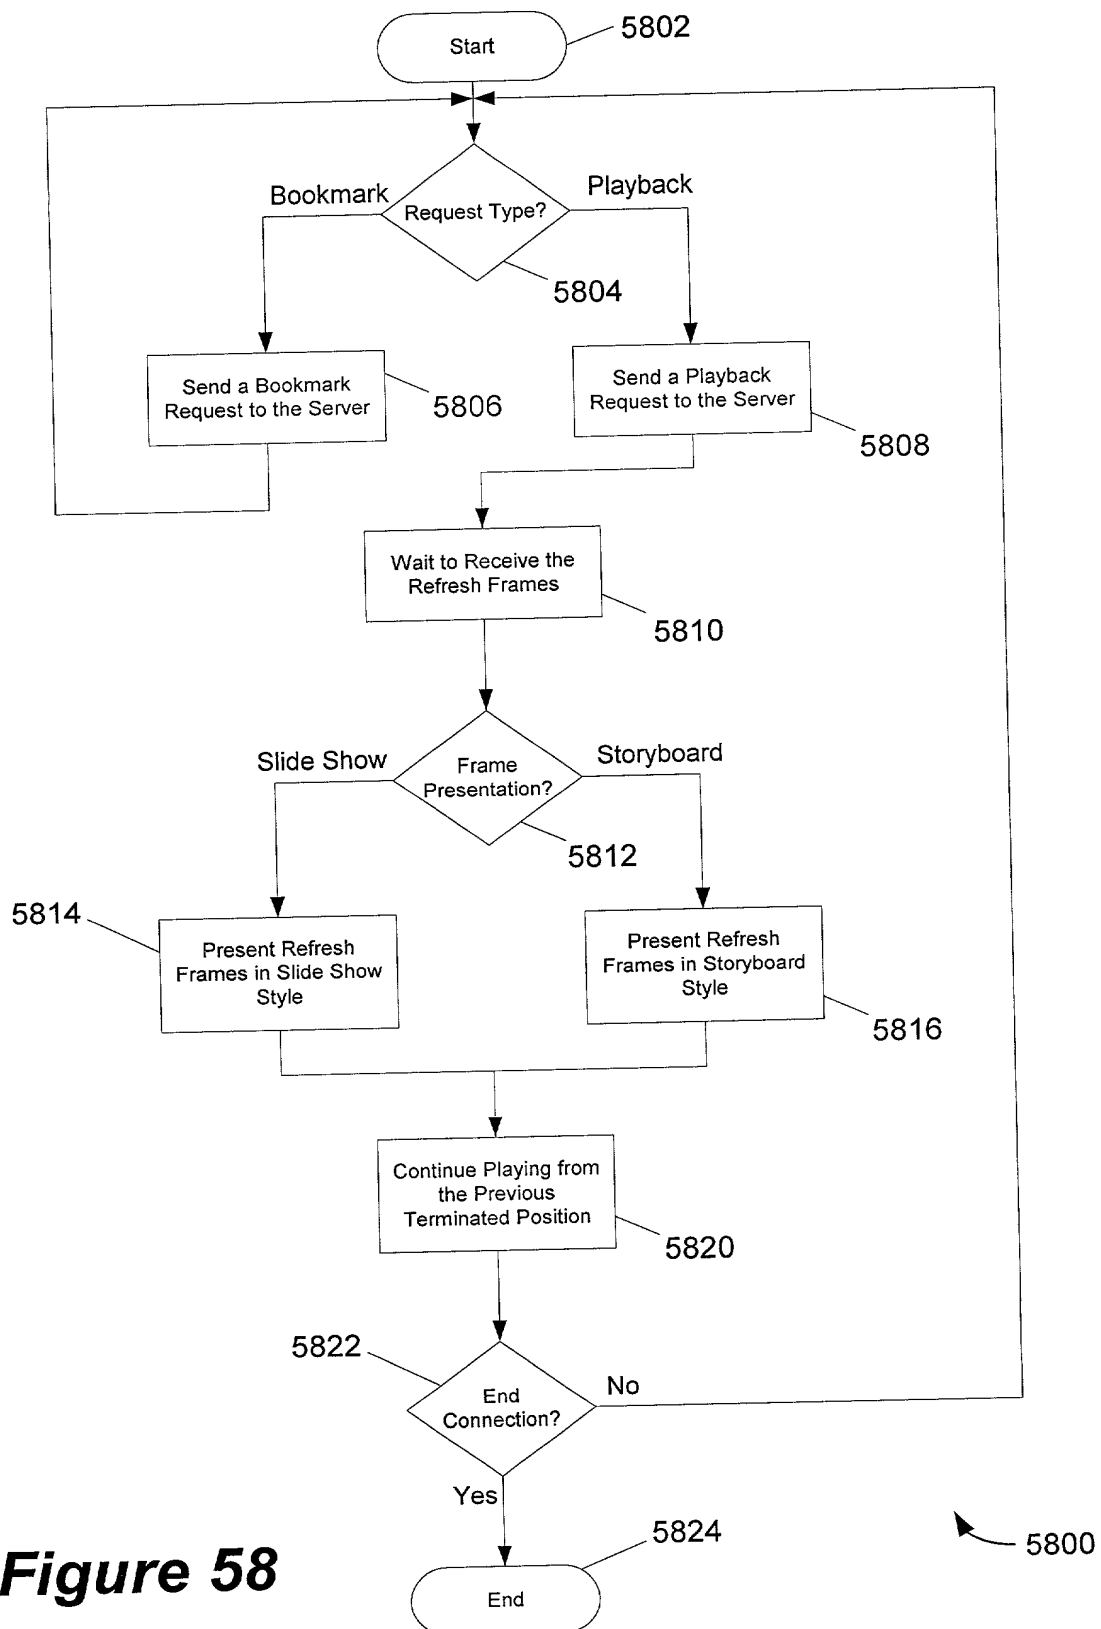 Start
5802
Bookmark
Playback
Request Type?
5804
Send a Bookmark
Request to the Server
5806
Send a Playback
Request to the Server
5808
Wait to Receive the
Refresh Frames
5810
Slide Show
Storyboard
Frame
Presentation?
5812
5814
Present Refresh
Frames in Slide Show
Style
Present Refresh
Frames in Storyboard
Style
5816
Continue Playing from
the Previous
Terminated Position
5820
5822
End
Connection?
No
Yes
5824
End
5800
Figure 58